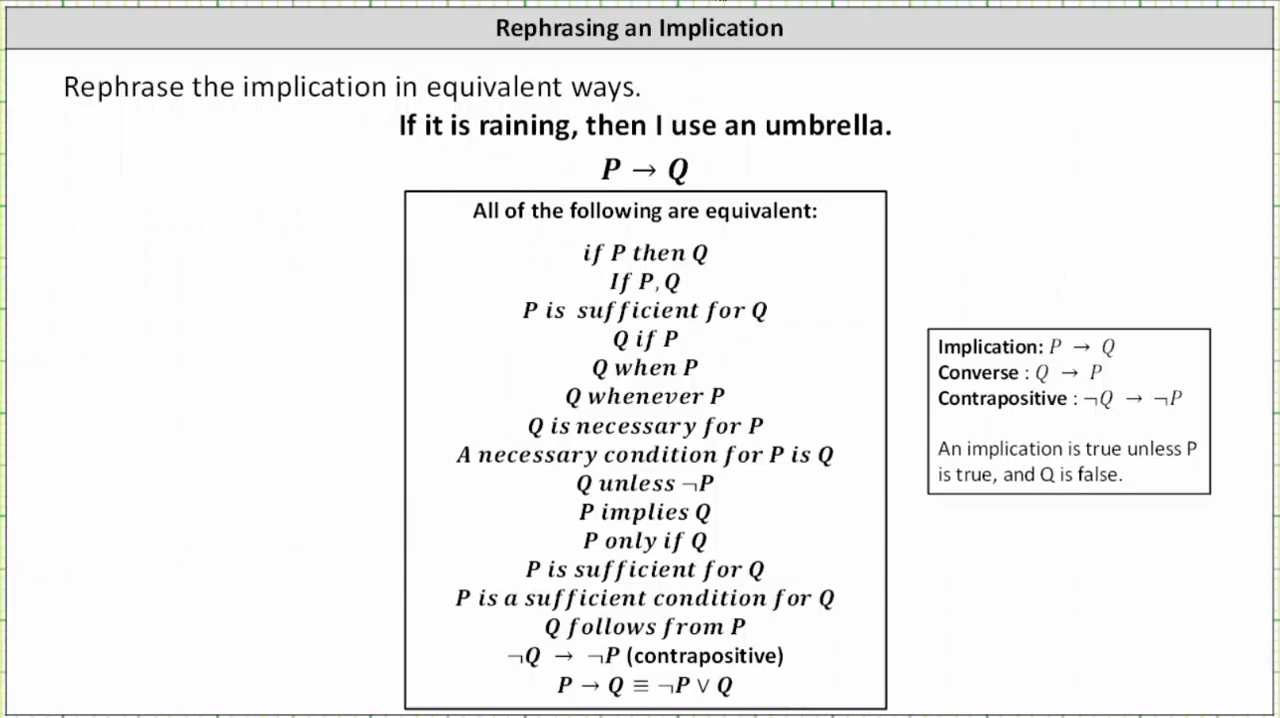 Rephrasing an Implication
Rephrase the implication in equivalent ways.
If it is raining, then I use an umbrella.
P → Q
All of the following are equivalent:
if P then Q
If P, Q
P is sufficient for Q
Q if P
Q when P
Q whenever P
Q is necessary for P
A necessary condition for P is Q
Q unless ¬P
P implies Q
P only if Q
P is sufficient for Q
P is a sufficient condition for Q
Q follows from P
¬Q → ¬P (contrapositive)
P → Q ≡ ¬P ∨ Q
Implication: P → Q
Converse : Q → P
Contrapositive : ¬Q → ¬P
An implication is true unless P
is true, and Q is false.